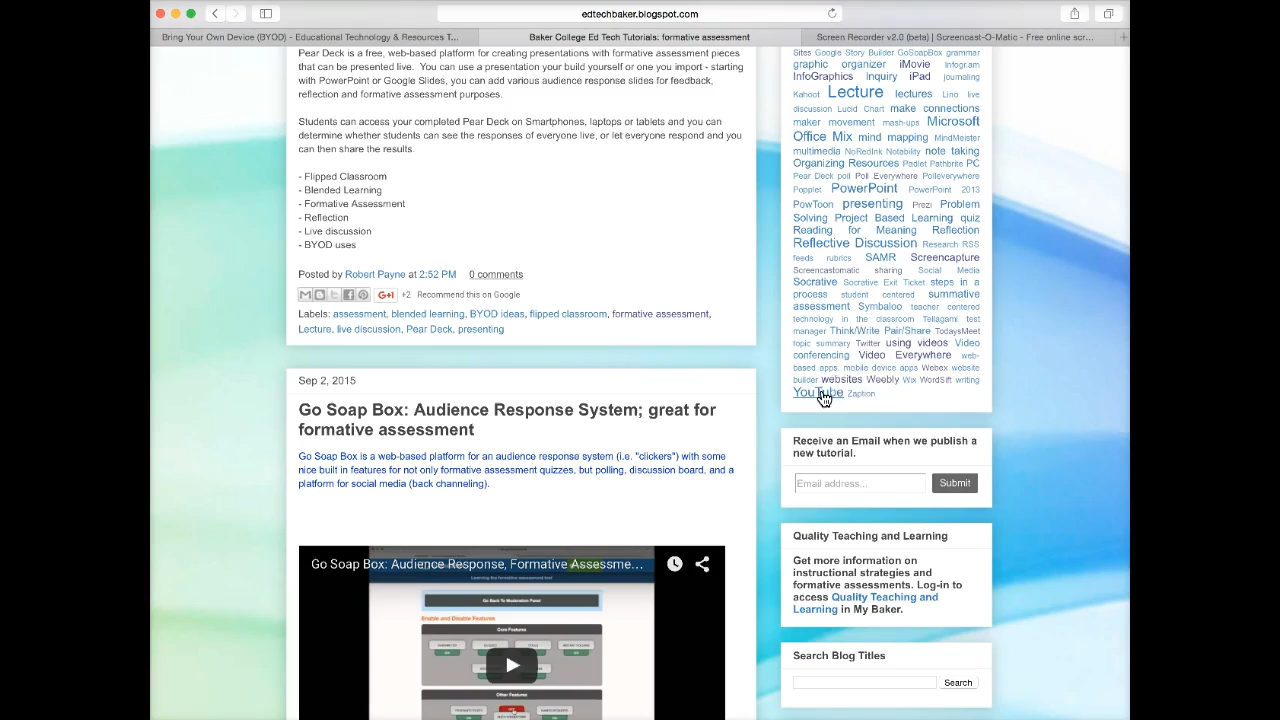 edtechbaker.blogspot.com
Bring Your Own Device (BYOD) - Educational Technology & Resources T...
Baker College Ed Tech Tutorials: formative assessment
Screen Recorder v2.0 (beta) | Screencast-O-Matic - Free online scr...
Pear Deck is a free, web-based platform for creating presentations with formative assessment pieces
that can be presented live. You can use a presentation your build yourself or one you import - starting
with PowerPoint or Google Slides, you can add various audience response slides for feedback,
reflection and formative assessment purposes.
Students can access your completed Pear Deck on Smartphones, laptops or tablets and you can
determine whether students can see the responses of everyone live, or let everyone respond and you
can then share the results.
- Flipped Classroom
- Blended Learning
- Formative Assessment
- Reflection
- Live discussion
- BYOD uses
Posted by Robert Payne at 2:52 PM 0 comments
G+1 +2 Recommend this on Google
Labels: assessment, blended learning, BYOD ideas, flipped classroom, formative assessment,
Lecture, live discussion, Pear Deck, presenting
Sep 2, 2015
Go Soap Box: Audience Response System; great for
formative assessment
Go Soap Box is a web-based platform for an audience response system (i.e. "clickers") with some
nice built in features for not only formative assessment quizzes, but polling, discussion board, and a
platform for social media (back channeling).
Go Soap Box: Audience Response, Formative Assessme...
Learning the formative assessment tool
Go Back To Moderation Panel
Enable and Disable Features
Core Features
Other Features
Sites Google Story Builder GoSoapBox grammar
graphic organizer iMovie Infogr.am
InfoGraphics Inquiry iPad journaling
Kahoot Lecture lectures Lino live
discussion Lucid Chart make connections
maker movement mash-ups Microsoft
Office Mix mind mapping MindMeister
multimedia NoRedInk Notability note taking
Organizing Resources Padlet Pathbrite PC
Pear Deck poll Poll Everywhere Polleverywhere
Popplet PowerPoint PowerPoint 2013
PowToon presenting Prezi Problem
Solving Project Based Learning quiz
Reading for Meaning Reflection
Reflective Discussion Research RSS
feeds rubrics SAMR Screencapture
Screencastomatic sharing Social Media
Socrative Socrative Exit Ticket steps in a
process student centered summative
assessment Symbaloo teacher centered
technology in the classroom Tellagami test
manager Think/Write Pair/Share TodaysMeet
topic summary Twitter using videos Video
conferencing Video Everywhere web-
based apps. mobile device apps Webex website
builder websites Weebly Wix WordSift writing
YouTube Zaption
Receive an Email when we publish a
new tutorial.
Email address... Submit
Quality Teaching and Learning
Get more information on
instructional strategies and
formative assessments. Log-in to
access Quality Teaching and
Learning in My Baker.
Search Blog Titles
Search